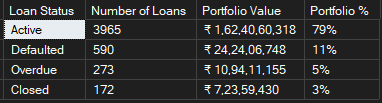 Loan Status Number of Loans Portfolio Value Portfolio %
Active 3965 ₹ 1,62,40,60,318 79%
Defaulted 590 ₹ 24,24,06,748 11%
Overdue 273 ₹ 10,94,11,155 5%
Closed 172 ₹ 7,23,59,430 3%